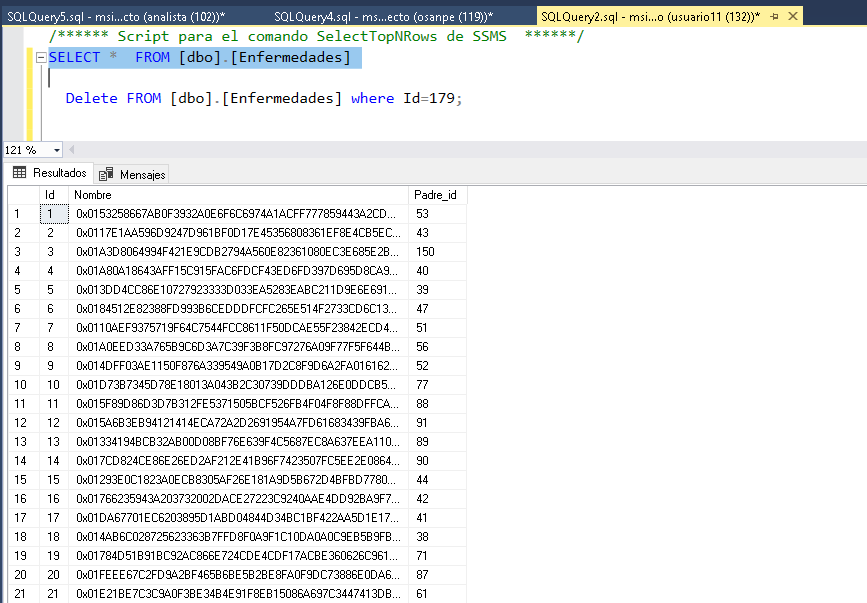 SQLQuery5.sql - msi...cto (analista (102))* SQLQuery4.sql - ms...ecto (osanpe (119))* SQLQuery2.sql - ms...o (usuario11 (132))*
/****** Script para el comando SelectTopNRows de SSMS ******/
SELECT * FROM [dbo].[Enfermedades]
Delete FROM [dbo].[Enfermedades] where Id=179;
121 %
Resultados Mensajes
Id Nombre Padre_id
1 1 0x0153258667AB0F3932A0E6F6C6974A1ACFF777859443A2CD... 53
2 2 0x0117E1AA596D9247D961BF0D17E45356808361EF8E4CB5EC... 43
3 3 0x01A3D8064994F421E9CDB2794A560E82361080EC3E685E2B... 150
4 4 0x01A80A18643AFF15C915FAC6FDCF43ED6FD397D695D8CA9... 40
5 5 0x013DD4CC86E10727923333D033EA5283EABC211D9E6E691... 39
6 6 0x0184512E82388FD993B6CEDDDFCFC265E514F2733CD6C13... 47
7 7 0x0110AEF9375719F64C7544FCC8611F50DCAE55F23842ECD4... 51
8 8 0x01A0EED33A765B9C6D3A7C39F3B8FC97276A09F77F5F644B... 56
9 9 0x014DFF03AE1150F876A339549A0B17D2C8F9D6A2FA016162... 52
10 10 0x01D73B7345D78E18013A043B2C30739DDDBA126E0DDCB5... 77
11 11 0x015F89D86D3D7B312FE5371505BCF526FB4F04F8F88DFFCA... 88
12 12 0x015A6B3EB94121414ECA72A2D2691954A7FD61683439FBA6... 91
13 13 0x01334194BCB32AB00D08BF76E639F4C5687EC8A637EEA110... 89
14 14 0x017CD824CE86E26ED2AF212E41B96F7423507FC5EE2E0864... 90
15 15 0x01293E0C1823A0ECB8305AF26E181A9D5B672D4BFBD7780... 44
16 16 0x01766235943A203732002DACE27223C9240AAE4DD92BA9F7... 42
17 17 0x01DA67701EC6203895D1ABD04844D34BC1BF422AA5D1E17... 41
18 18 0x014AB6C028725623363B7FFD8F0A9F1C10DA0A0C9EB5B9FB... 38
19 19 0x01784D51B91BC92AC866E724CDE4CDF17ACBE360626C961... 71
20 20 0x01FEEE67C2FD9A2BF465B6BE5B2BE8FA0F9DC73886E0DA6... 87
21 21 0x01E21BE7C3C9A0F3BE34B4E91F8EB15086A697C3447413DB... 61